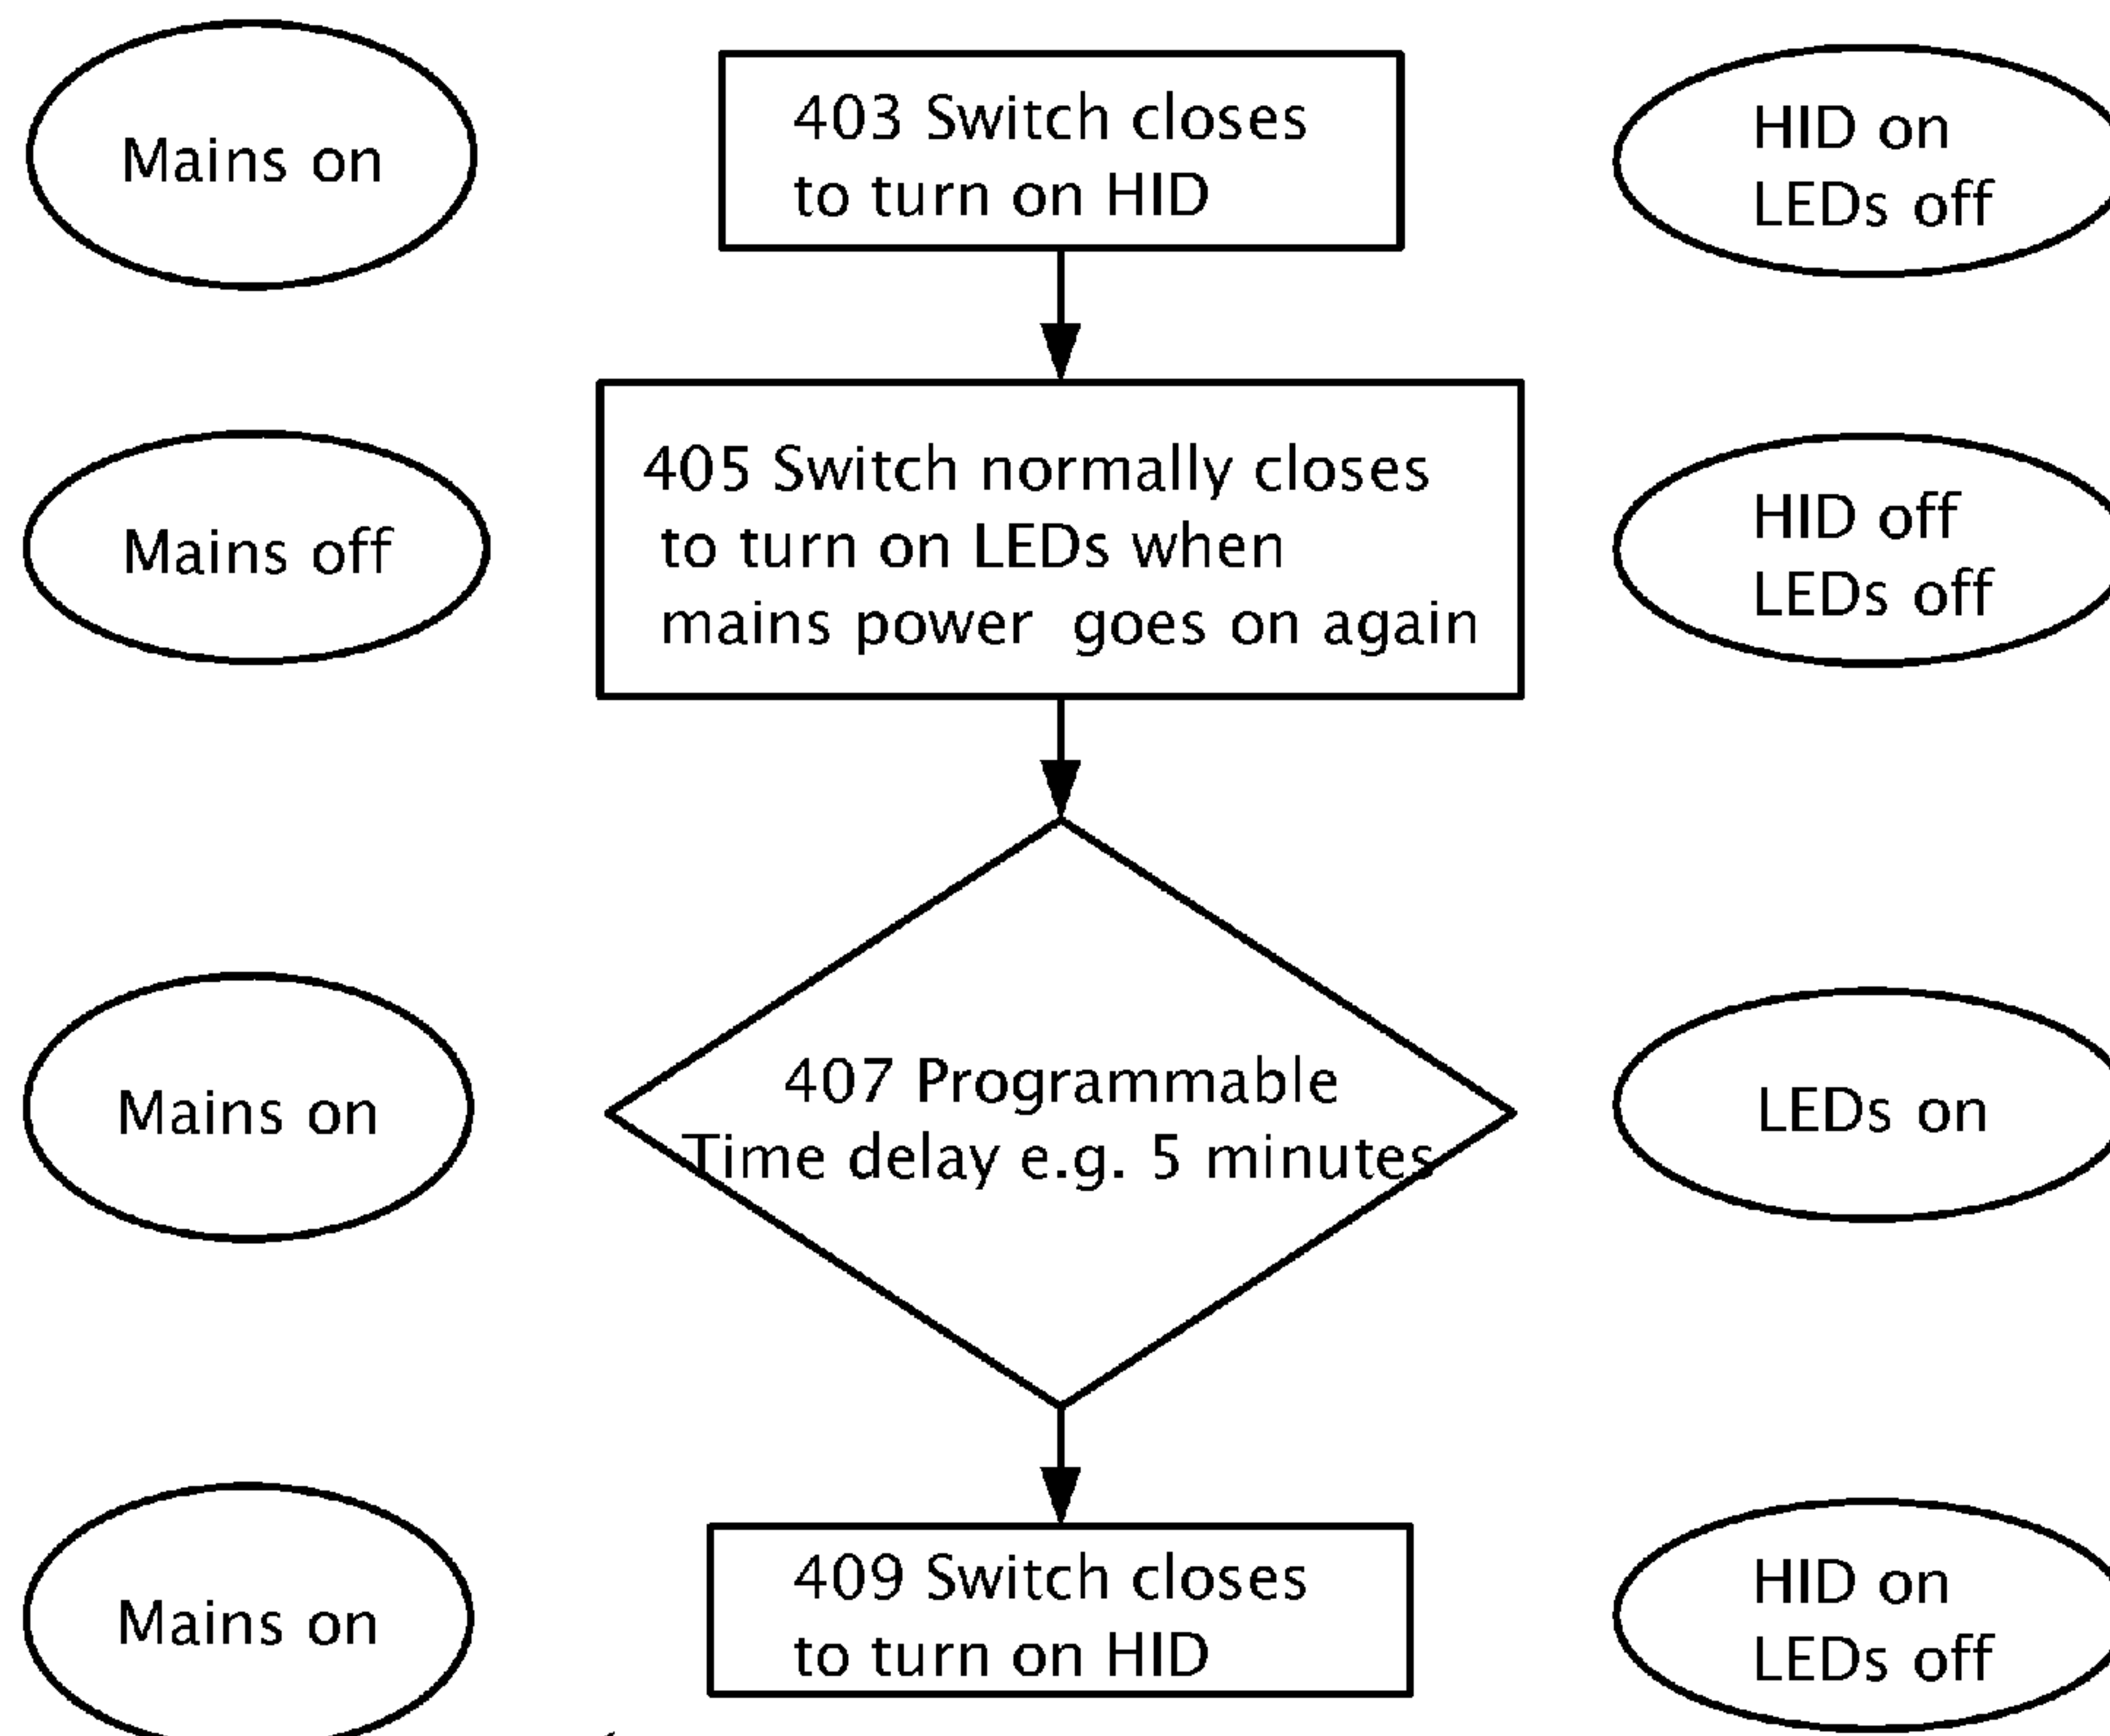 Mains on
403 Switch closes
to turn on HID
HID on
LEDs off
Mains off
405 Switch normally closes
to turn on LEDs when
mains power goes on again
HID off
LEDs off
Mains on
407 Programmable
Time delay e.g. 5 minutes
LEDs on
Mains on
409 Switch closes
to turn on HID
HID on
LEDs off